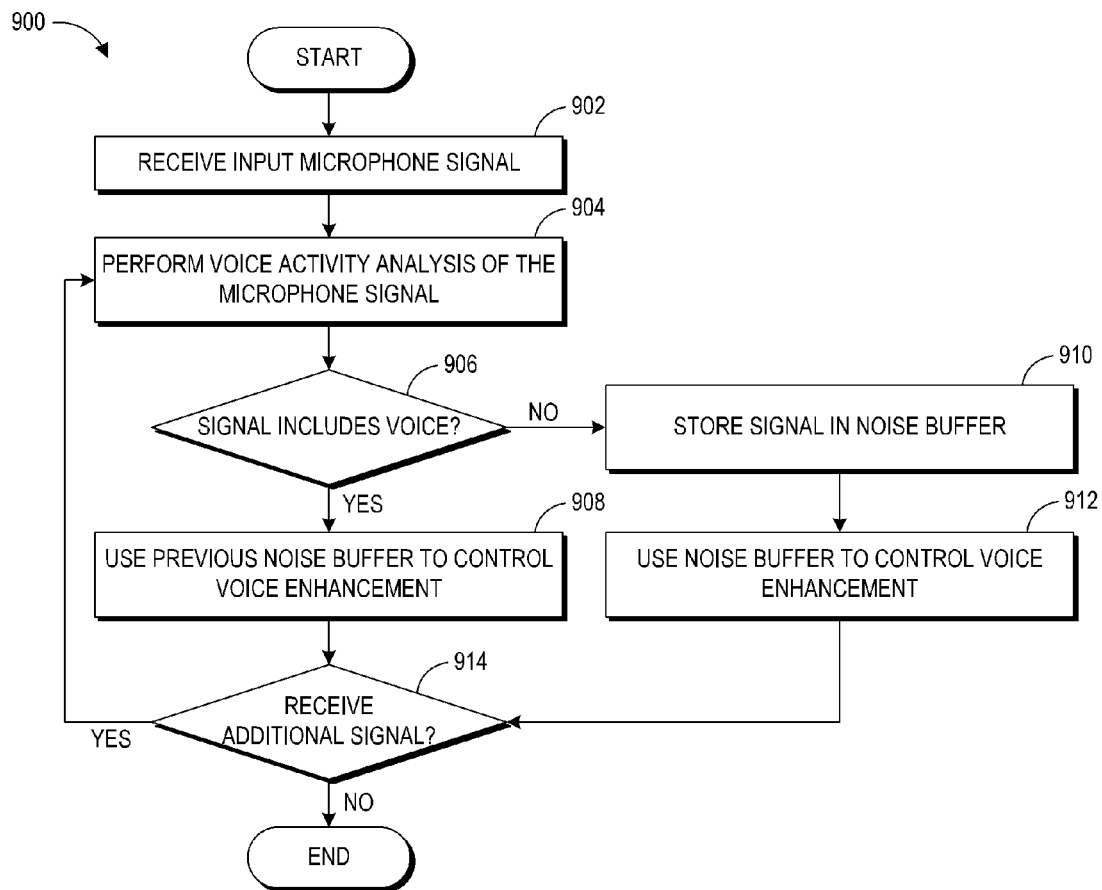 900
START
902
RECEIVE INPUT MICROPHONE SIGNAL
904
PERFORM VOICE ACTIVITY ANALYSIS OF THE
MICROPHONE SIGNAL
906
SIGNAL INCLUDES VOICE?
NO
910
STORE SIGNAL IN NOISE BUFFER
YES
908
USE PREVIOUS NOISE BUFFER TO CONTROL
VOICE ENHANCEMENT
912
USE NOISE BUFFER TO CONTROL VOICE
ENHANCEMENT
914
RECEIVE
ADDITIONAL SIGNAL?
YES
NO
END